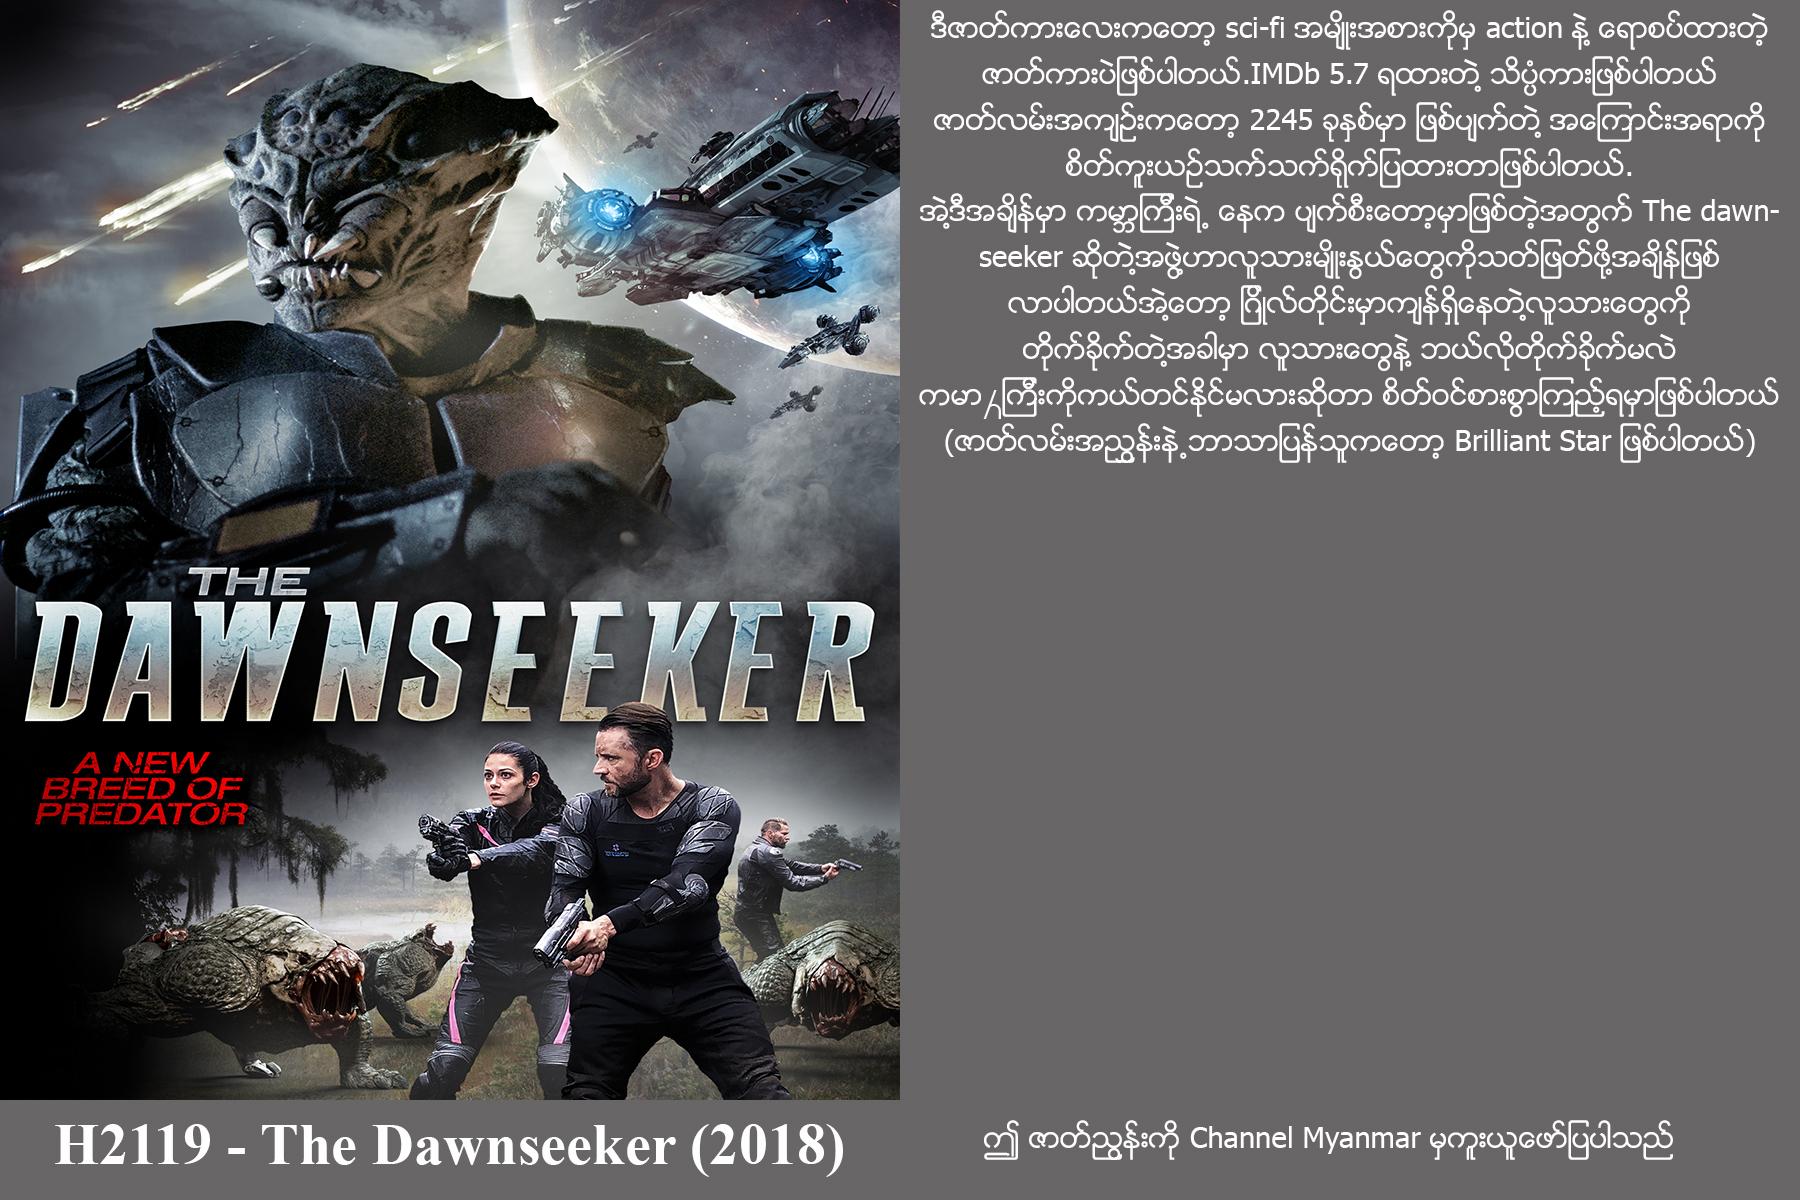 THE
DAWNSEEKER
A NEW
BREED OF
PREDATOR
H2119 - The Dawnseeker (2018)
ဒီဇာတ်ကားလေးကတော့ sci-fi အမျိုးအစားကိုမှ action နဲ့ ရောစပ်ထားတဲ့
ဇာတ်ကားပဲဖြစ်ပါတယ်.IMDb 5.7 ရထားတဲ့ သိပ္ပံကားဖြစ်ပါတယ်
ဇာတ်လမ်းအကျဉ်းကတော့ 2245 ခုနှစ်မှာ ဖြစ်ပျက်တဲ့ အကြောင်းအရာကို
စိတ်ကူးယဉ်သက်သက်ရိုက်ပြထားတာဖြစ်ပါတယ်.
အဲ့ဒီအချိန်မှာ ကမ္ဘာကြီးရဲ့ နေက ပျက်စီးတော့မှာဖြစ်တဲ့အတွက် The dawn-
seeker ဆိုတဲ့အဖွဲ့ဟာလူသားမျိုးနွယ်တွေကိုသတ်ဖြတ်ဖို့အချိန်ဖြစ်
လာပါတယ်အဲ့တော့ ဂြိုလ်တိုင်းမှာကျန်ရှိနေတဲ့လူသားတွေကို
တိုက်ခိုက်တဲ့အခါမှာ လူသားတွေနဲ့ ဘယ်လိုတိုက်ခိုက်မလဲ
ကမာ႓ကြီးကိုကယ်တင်နိုင်မလားဆိုတာ စိတ်ဝင်စားစွာကြည့်ရမှာဖြစ်ပါတယ်
(ဇာတ်လမ်းအညွှန်းနဲ့ ဘာသာပြန်သူကတော့ Brilliant Star ဖြစ်ပါတယ်)
ဤ ဇာတ်ညွှန်းကို Channel Myanmar မှကူးယူဖော်ပြပါသည်